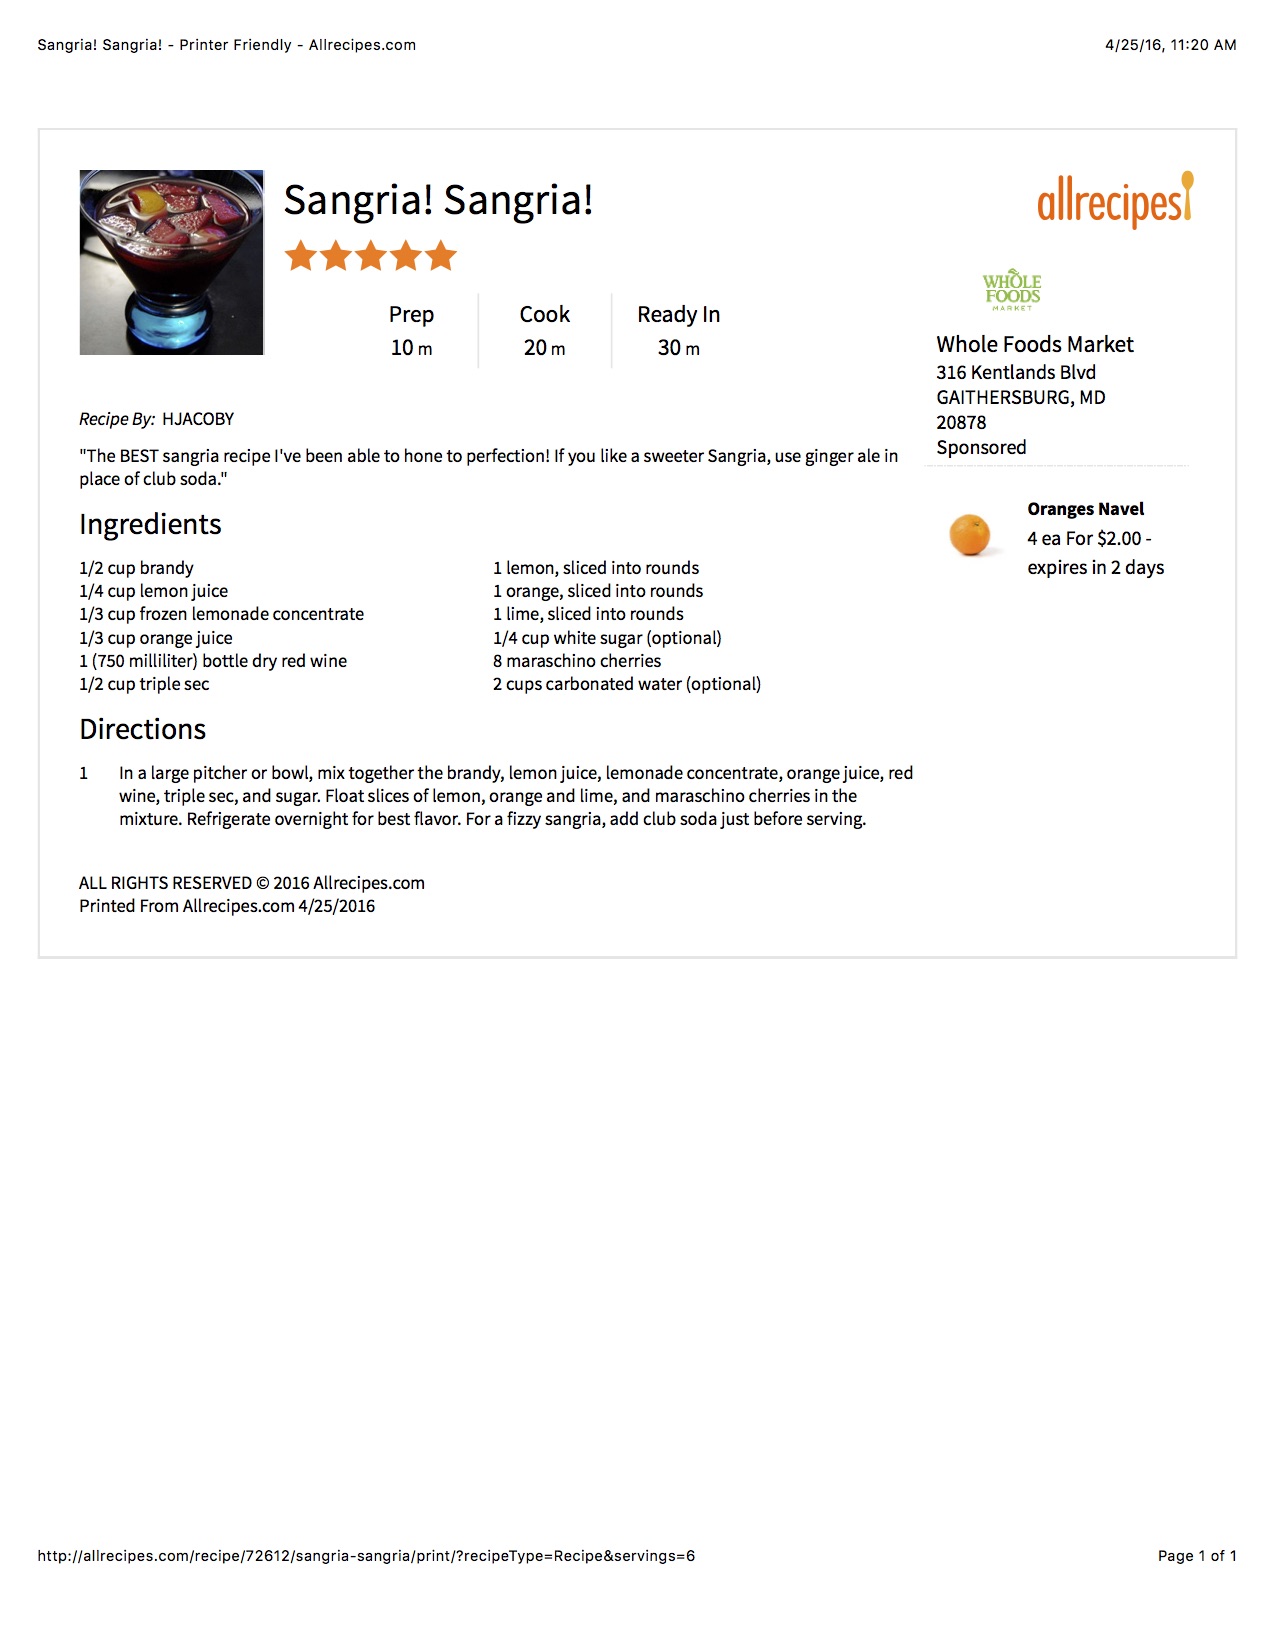 Sangria! Sangria! - Printer Friendly - Allrecipes.com
4/25/16, 11:20 AM
Sangria! Sangria!
allrecipes
Prep
10 m
Cook
20 m
Ready In
30 m
WHOLE
FOODS
MARKET
Whole Foods Market
316 Kentlands Blvd
GAITHERSBURG, MD
20878
Sponsored
Oranges Navel
4 ea For $2.00 -
expires in 2 days
Recipe By: HJACOBY
"The BEST sangria recipe I've been able to hone to perfection! If you like a sweeter Sangria, use ginger ale in
place of club soda."
Ingredients
1/2 cup brandy
1/4 cup lemon juice
1/3 cup frozen lemonade concentrate
1/3 cup orange juice
1 (750 milliliter) bottle dry red wine
1/2 cup triple sec
1 lemon, sliced into rounds
1 orange, sliced into rounds
1 lime, sliced into rounds
1/4 cup white sugar (optional)
8 maraschino cherries
2 cups carbonated water (optional)
Directions
1 In a large pitcher or bowl, mix together the brandy, lemon juice, lemonade concentrate, orange juice, red
wine, triple sec, and sugar. Float slices of lemon, orange and lime, and maraschino cherries in the
mixture. Refrigerate overnight for best flavor. For a fizzy sangria, add club soda just before serving.
ALL RIGHTS RESERVED © 2016 Allrecipes.com
Printed From Allrecipes.com 4/25/2016
http://allrecipes.com/recipe/72612/sangria-sangria/print/?recipeType=Recipe&servings=6
Page 1 of 1